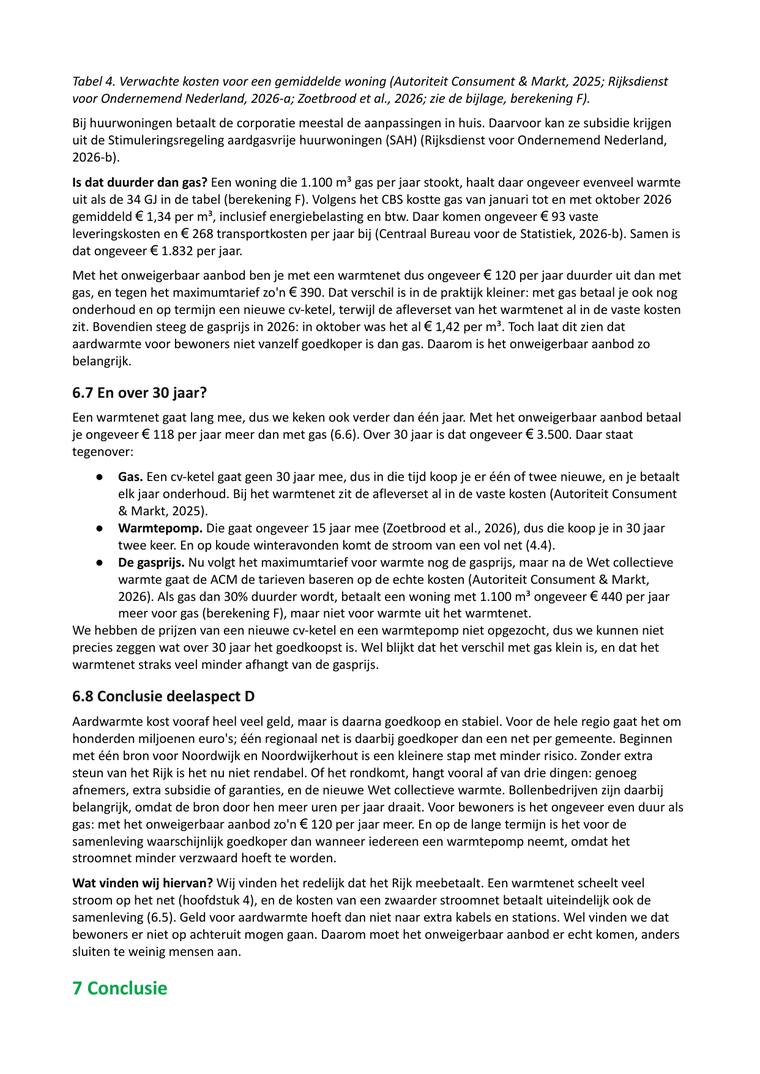 Tabel 4. Verwachte kosten voor een gemiddelde woning (Autoriteit Consument & Markt, 2025; Rijksdienst
voor Ondernemend Nederland, 2026-a; Zoetbrood et al., 2026; zie de bijlage, berekening F).
Bij huurwoningen betaalt de corporatie meestal de aanpassingen in huis. Daarvoor kan ze subsidie krijgen
uit de Stimuleringsregeling aardgasvrije huurwoningen (SAH) (Rijksdienst voor Ondernemend Nederland,
2026-b).
Is dat duurder dan gas? Een woning die 1.100 m³ gas per jaar stookt, haalt daar ongeveer evenveel warmte
uit als de 34 GJ in de tabel (berekening F). Volgens het CBS kostte gas van januari tot en met oktober 2026
gemiddeld € 1,34 per m³, inclusief energiebelasting en btw. Daar komen ongeveer € 93 vaste
leveringskosten en € 268 transportkosten per jaar bij (Centraal Bureau voor de Statistiek, 2026-b). Samen is
dat ongeveer € 1.832 per jaar.
Met het onweigerbaar aanbod ben je met een warmtenet dus ongeveer € 120 per jaar duurder uit dan met
gas, en tegen het maximumtarief zo'n € 390. Dat verschil is in de praktijk kleiner: met gas betaal je ook nog
onderhoud en op termijn een nieuwe cv-ketel, terwijl de afleverset van het warmtenet al in de vaste kosten
zit. Bovendien steeg de gasprijs in 2026: in oktober was het al € 1,42 per m³. Toch laat dit zien dat
aardwarmte voor bewoners niet vanzelf goedkoper is dan gas. Daarom is het onweigerbaar aanbod zo
belangrijk.
6.7 En over 30 jaar?
Een warmtenet gaat lang mee, dus we keken ook verder dan één jaar. Met het onweigerbaar aanbod betaal
je ongeveer € 118 per jaar meer dan met gas (6.6). Over 30 jaar is dat ongeveer € 3.500. Daar staat
tegenover:
● Gas. Een cv-ketel gaat geen 30 jaar mee, dus in die tijd koop je er één of twee nieuwe, en je betaalt
elk jaar onderhoud. Bij het warmtenet zit de afleverset al in de vaste kosten (Autoriteit Consument
& Markt, 2025).
● Warmtepomp. Die gaat ongeveer 15 jaar mee (Zoetbrood et al., 2026), dus die koop je in 30 jaar
twee keer. En op koude winteravonden komt de stroom van een vol net (4.4).
● De gasprijs. Nu volgt het maximumtarief voor warmte nog de gasprijs, maar na de Wet collectieve
warmte gaat de ACM de tarieven baseren op de echte kosten (Autoriteit Consument & Markt,
2026). Als gas dan 30% duurder wordt, betaalt een woning met 1.100 m³ ongeveer € 440 per jaar
meer voor gas (berekening F), maar niet voor warmte uit het warmtenet.
We hebben de prijzen van een nieuwe cv-ketel en een warmtepomp niet opgezocht, dus we kunnen niet
precies zeggen wat over 30 jaar het goedkoopst is. Wel blijkt dat het verschil met gas klein is, en dat het
warmtenet straks veel minder afhangt van de gasprijs.
6.8 Conclusie deelaspect D
Aardwarmte kost vooraf heel veel geld, maar is daarna goedkoop en stabiel. Voor de hele regio gaat het om
honderden miljoenen euro's; één regionaal net is daarbij goedkoper dan een net per gemeente. Beginnen
met één bron voor Noordwijk en Noordwijkerhout is een kleinere stap met minder risico. Zonder extra
steun van het Rijk is het nu niet rendabel. Of het rondkomt, hangt vooral af van drie dingen: genoeg
afnemers, extra subsidie of garanties, en de nieuwe Wet collectieve warmte. Bollenbedrijven zijn daarbij
belangrijk, omdat de bron door hen meer uren per jaar draait. Voor bewoners is het ongeveer even duur als
gas: met het onweigerbaar aanbod zo'n € 120 per jaar meer. En op de lange termijn is het voor de
samenleving waarschijnlijk goedkoper dan wanneer iedereen een warmtepomp neemt, omdat het
stroomnet minder verzwaard hoeft te worden.
Wat vinden wij hiervan? Wij vinden het redelijk dat het Rijk meebetaalt. Een warmtenet scheelt veel
stroom op het net (hoofdstuk 4), en de kosten van een zwaarder stroomnet betaalt uiteindelijk ook de
samenleving (6.5). Geld voor aardwarmte hoeft dan niet naar extra kabels en stations. Wel vinden we dat
bewoners er niet op achteruit mogen gaan. Daarom moet het onweigerbaar aanbod er echt komen, anders
sluiten te weinig mensen aan.
7 Conclusie